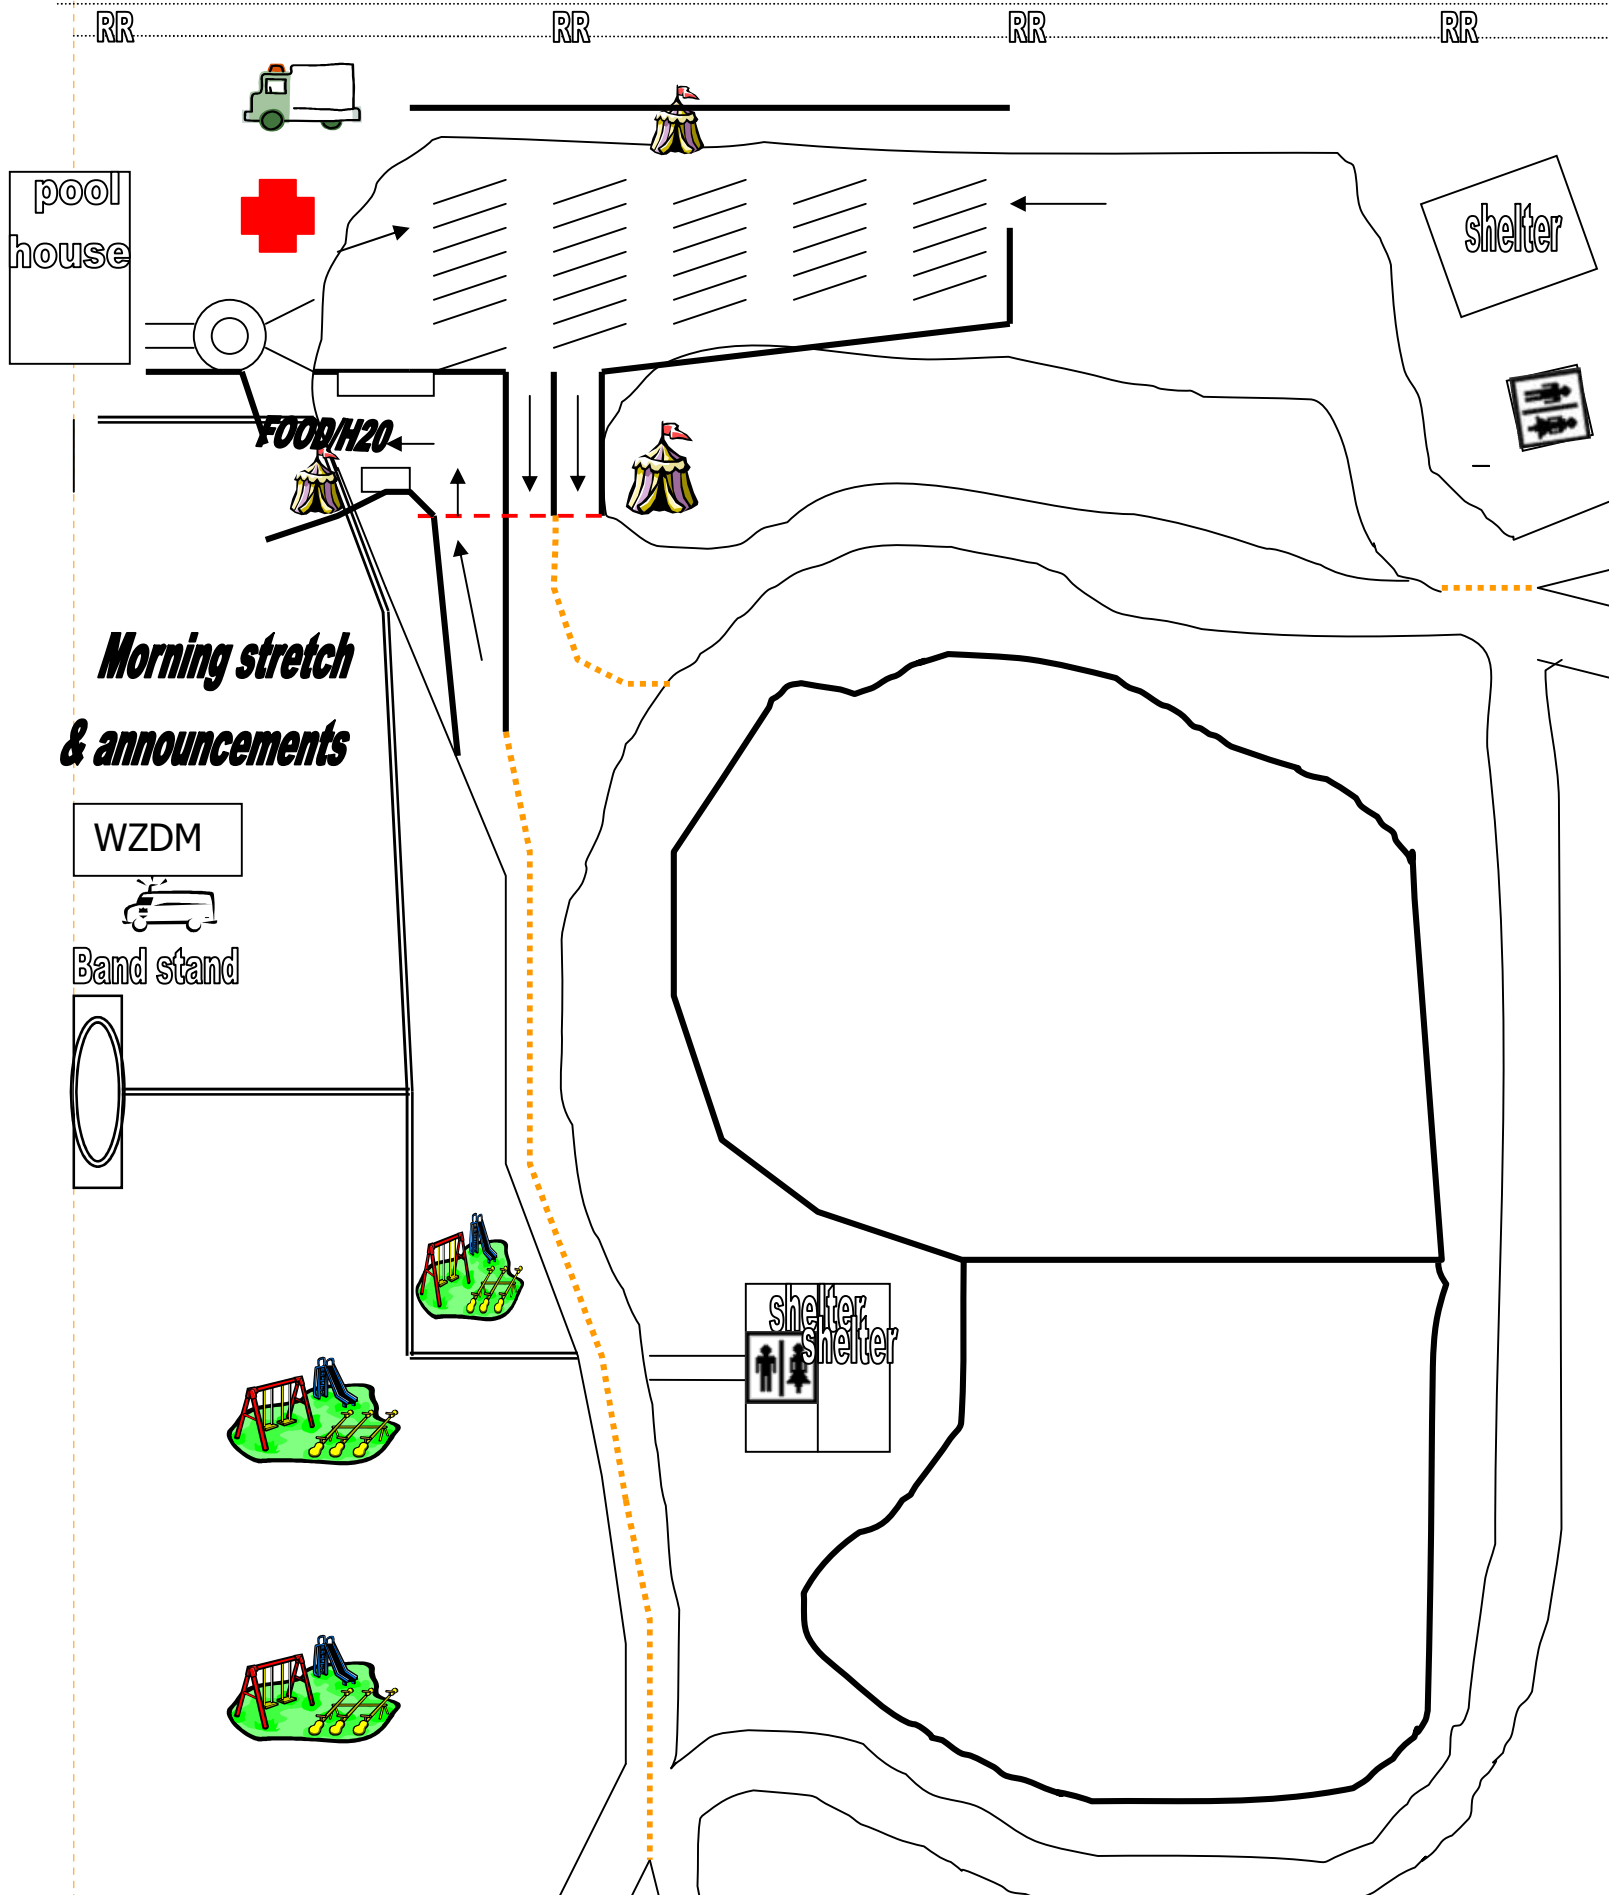 RR RR RR RR
pool
house
shelter
FOOD/H20
Morning stretch
& announcements
WZDM
Band stand
shelter
shelter